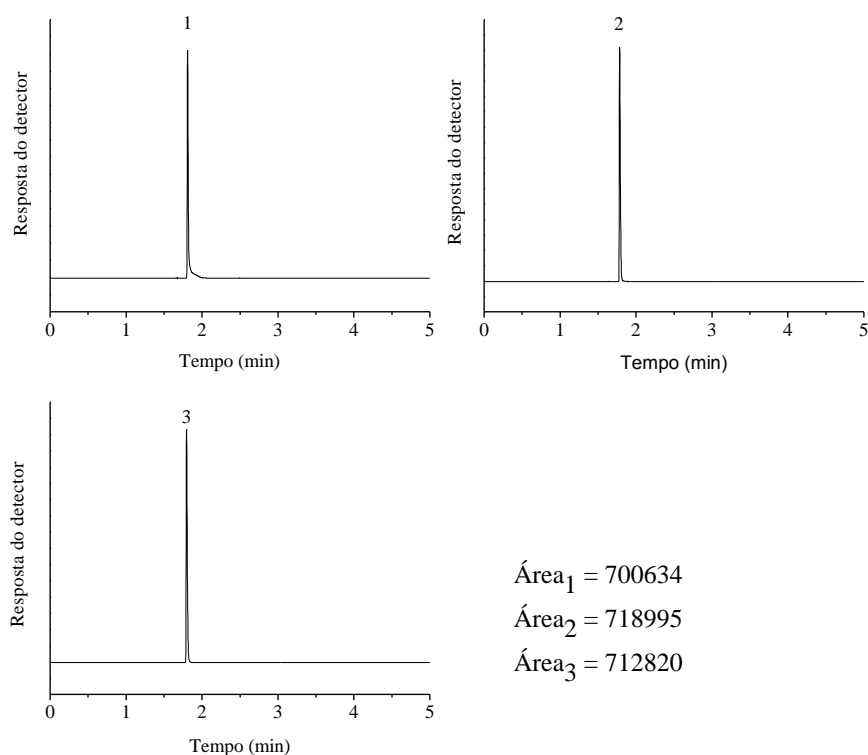 1
Resposta do detector
0 1 2 3 4 5
Tempo (min)
2
Resposta do detector
0 1 2 3 4 5
Tempo (min)
3
Resposta do detector
0 1 2 3 4 5
Tempo (min)
Área1 = 700634
Área2 = 718995
Área3 = 712820